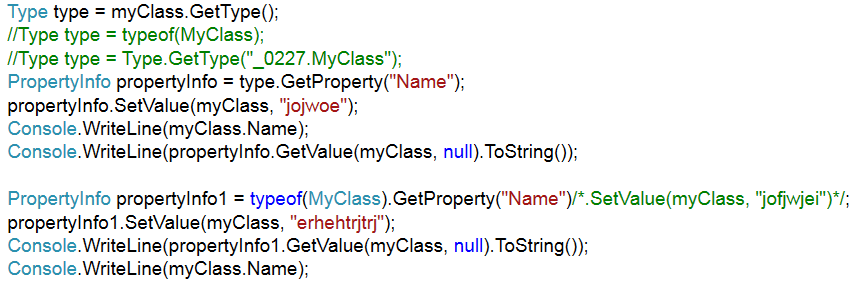 Type type = myClass.GetType();
//Type type = typeof(MyClass);
//Type type = Type.GetType("_0227.MyClass");
PropertyInfo propertyInfo = type.GetProperty("Name");
propertyInfo.SetValue(myClass, "jojwoe");
Console.WriteLine(myClass.Name);
Console.WriteLine(propertyInfo.GetValue(myClass, null).ToString());
PropertyInfo propertyInfo1 = typeof(MyClass).GetProperty("Name")/*.SetValue(myClass, "jofjwjei")*/;
propertyInfo1.SetValue(myClass, "erhehtrjtrj");
Console.WriteLine(propertyInfo1.GetValue(myClass, null).ToString());
Console.WriteLine(myClass.Name);